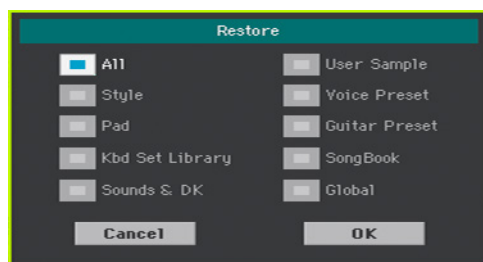 Restore
All
User Sample
Style
Voice Preset
Pad
Guitar Preset
Kbd Set Library
SongBook
Sounds & DK
Global
Cancel
OK